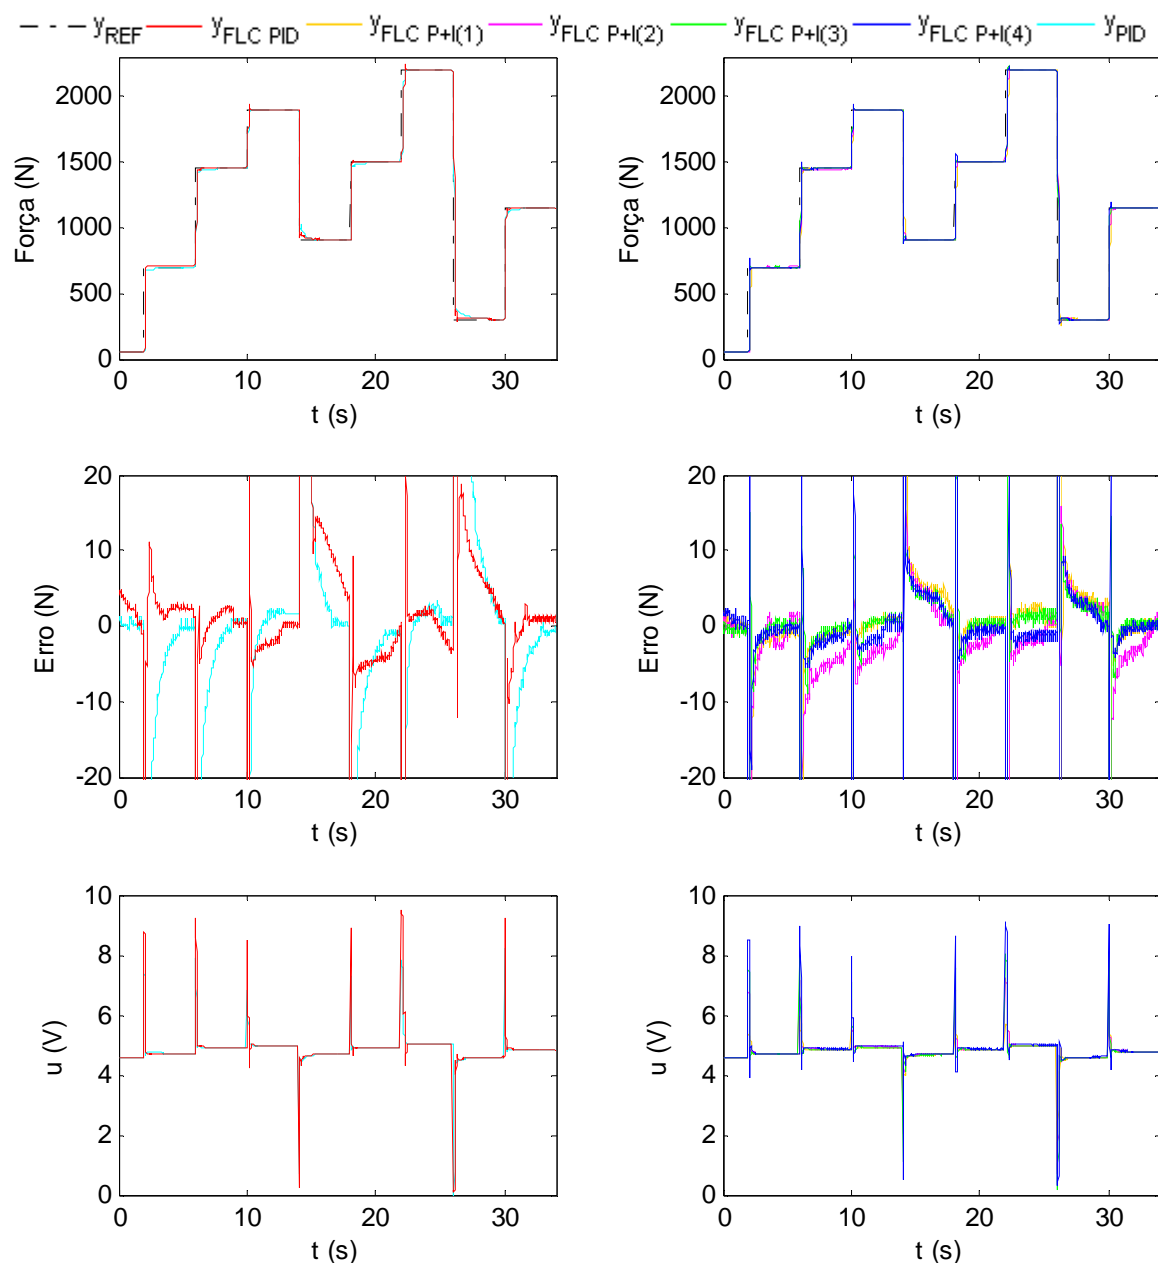 yREF yFLC PID yFLC P+I(1) yFLC P+I(2) yFLC P+I(3) yFLC P+I(4) yPID
2000 2000
1500 1500
1000 1000
500 500
0 0
Força (N) Força (N)
0 10 20 30 0 10 20 30
t (s) t (s)
20 20
10 10
0 0
-10 -10
-20 -20
Erro (N) Erro (N)
0 10 20 30 0 10 20 30
t (s) t (s)
10 10
8 8
6 6
4 4
2 2
0 0
u (V) u (V)
0 10 20 30 0 10 20 30
t (s) t (s)